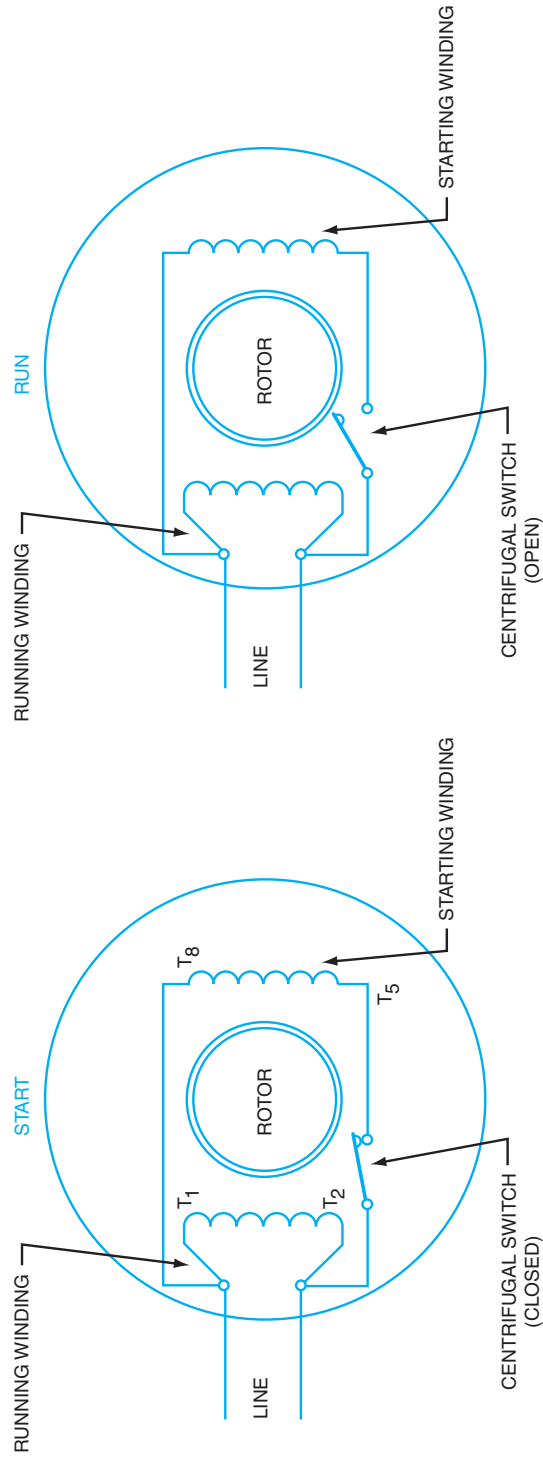 START
RUNNING WINDING
T1
T8
LINE
ROTOR
T2
T5
CENTRIFUGAL SWITCH
(CLOSED)
STARTING WINDING
RUN
RUNNING WINDING
LINE
ROTOR
CENTRIFUGAL SWITCH
(OPEN)
STARTING WINDING